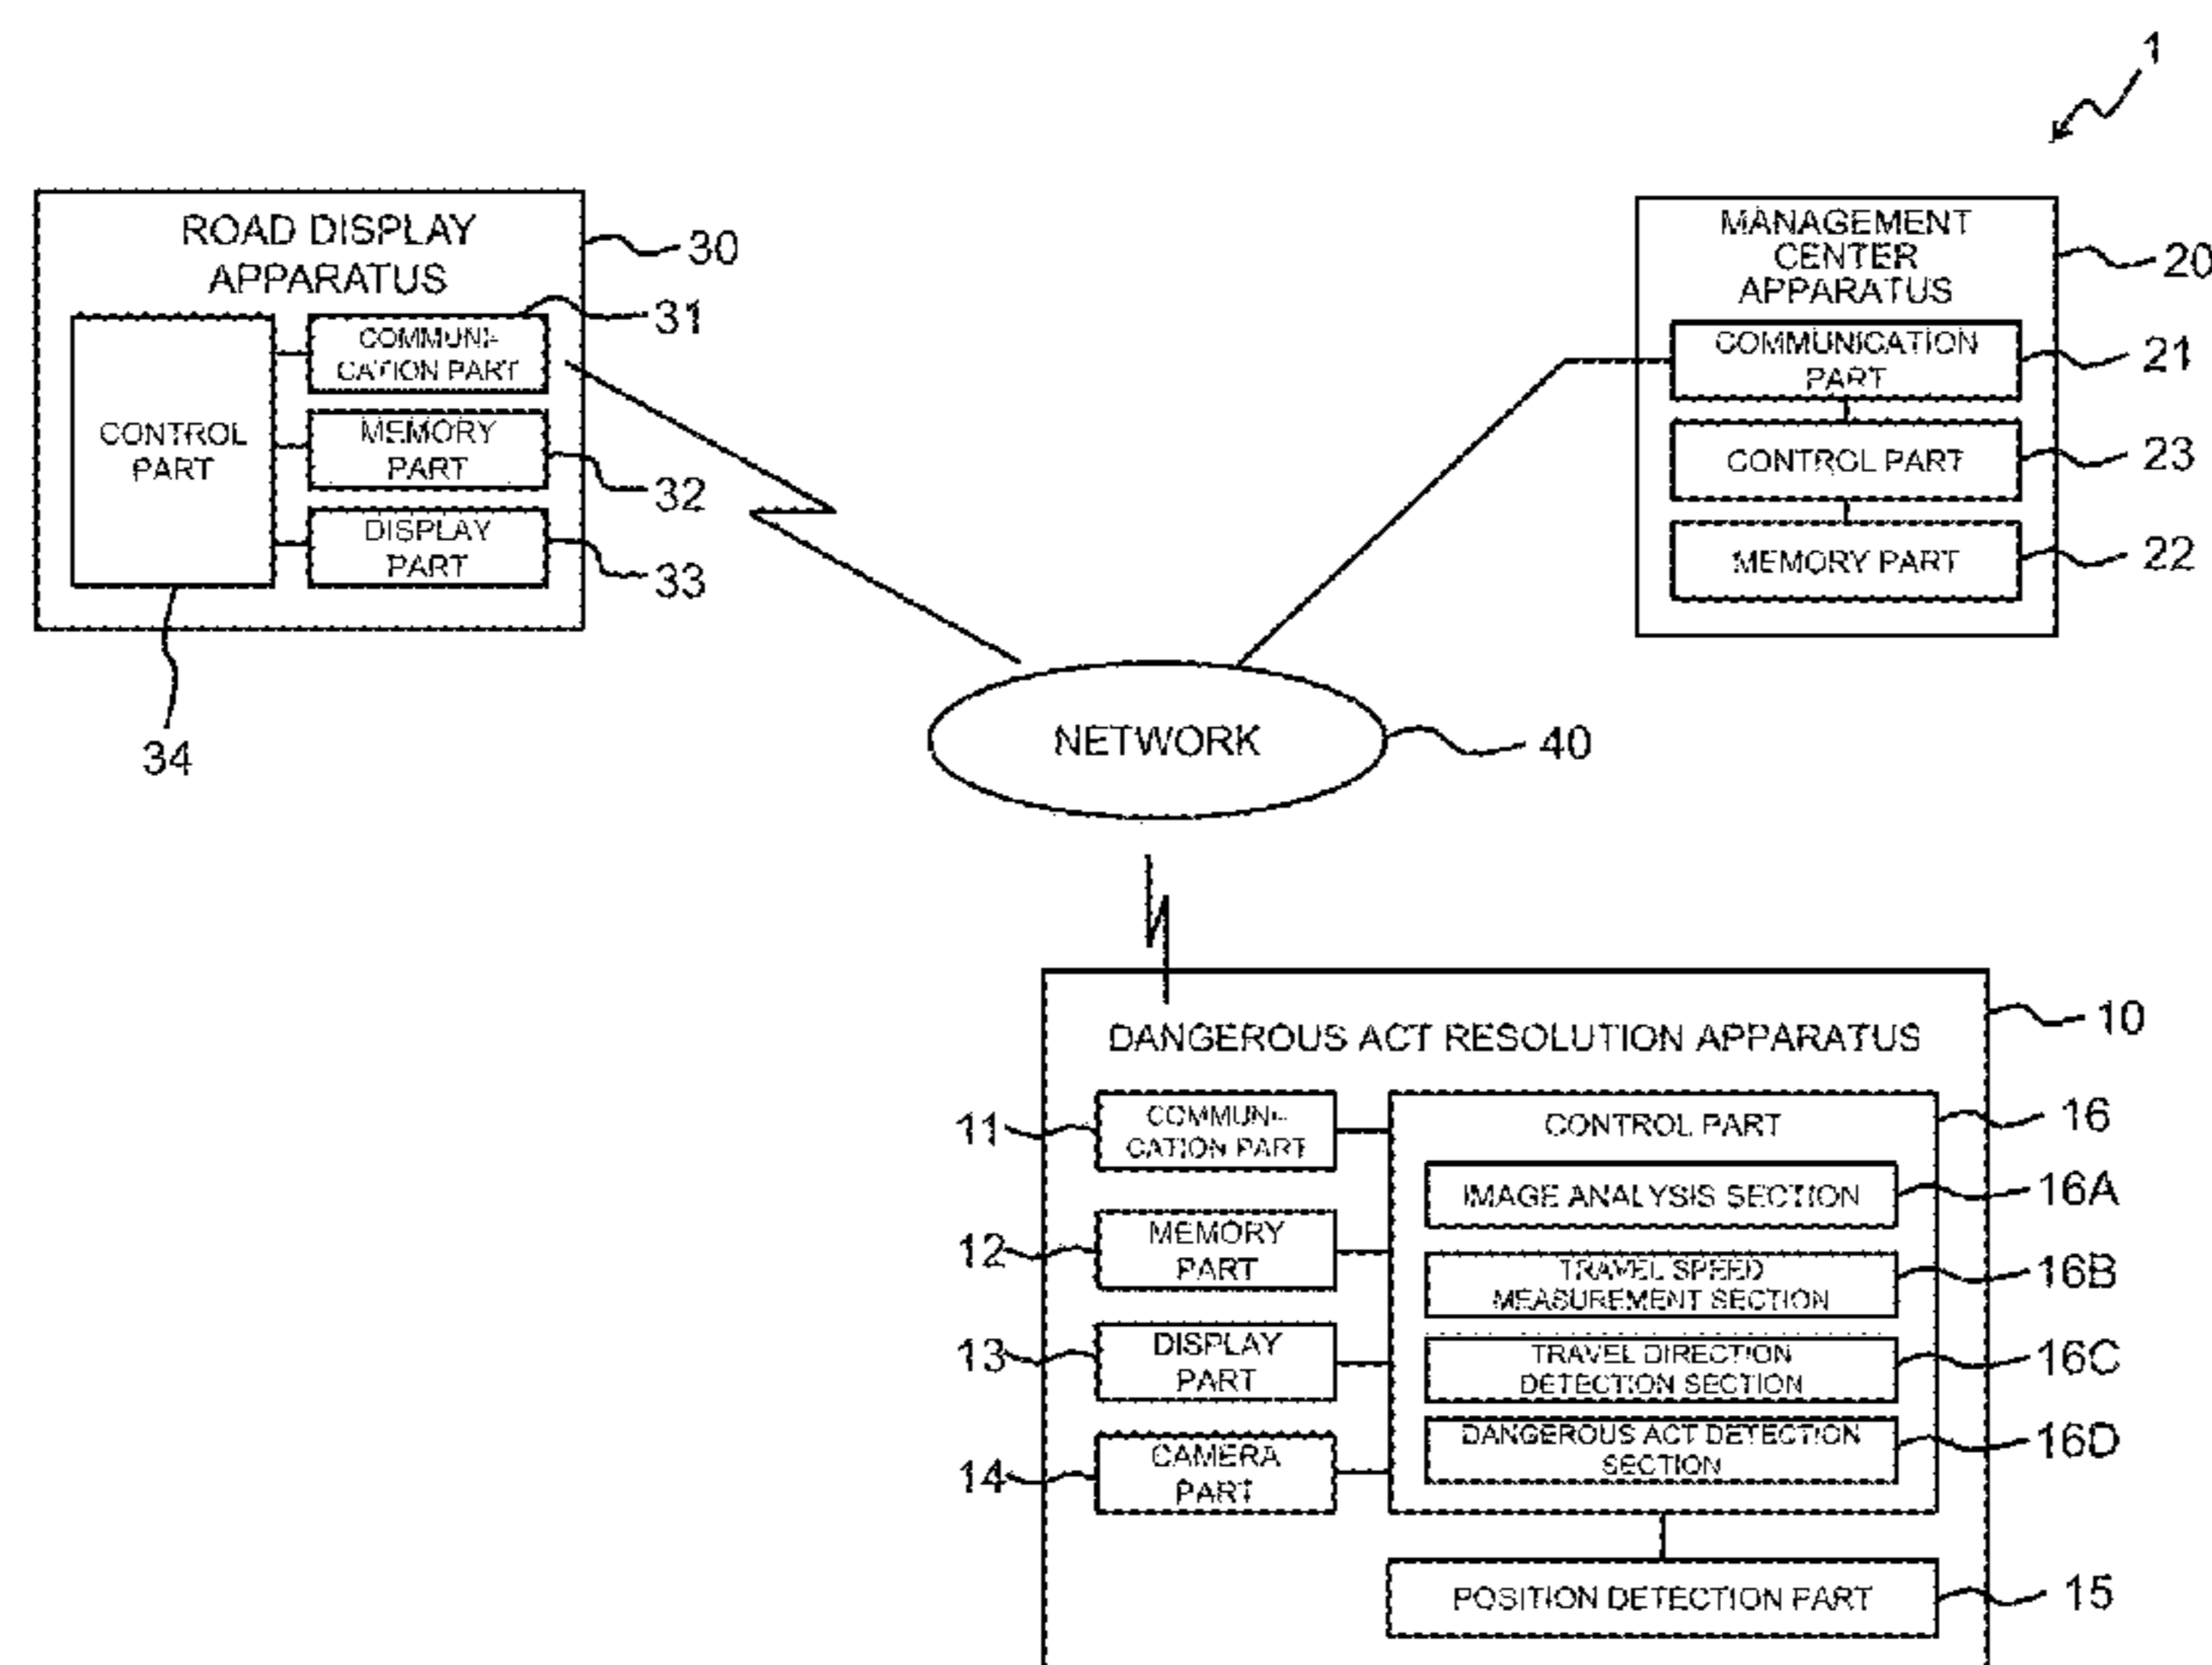 1
ROAD DISPLAY
APPARATUS
30
COMMUNI-
CATION PART
31
CONTROL
PART
MEMORY
PART
32
DISPLAY
PART
33
34
MANAGEMENT
CENTER
APPARATUS
20
COMMUNICATION
PART
21
CONTROL PART
23
MEMORY PART
22
NETWORK
40
DANGEROUS ACT RESOLUTION APPARATUS
10
11
COMMUNI-
CATION PART
12
MEMORY
PART
13
DISPLAY
PART
14
CAMERA
PART
CONTROL PART
16
IMAGE ANALYSIS SECTION
16A
TRAVEL SPEED
MEASUREMENT SECTION
16B
TRAVEL DIRECTION
DETECTION SECTION
16C
DANGEROUS ACT DETECTION
SECTION
16D
POSITION DETECTION PART
15